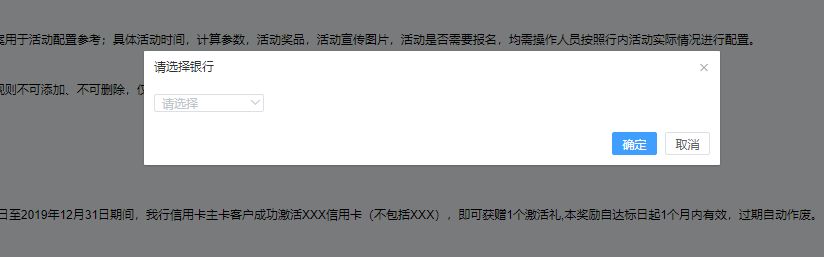 案用于活动配置参考；具体活动时间，计算参数，活动奖品，活动宣传图片，活动是否需要报名，均需操作人员按照行内活动实际情况进行配置。
请选择银行
规则不可添加、不可删除，仅
请选择
确定 取消
日至2019年12月31日期间，我行信用卡主卡客户成功激活XXX信用卡（不包括XXX），即可获赠1个激活礼,本奖励自达标日起1个月内有效，过期自动作废。